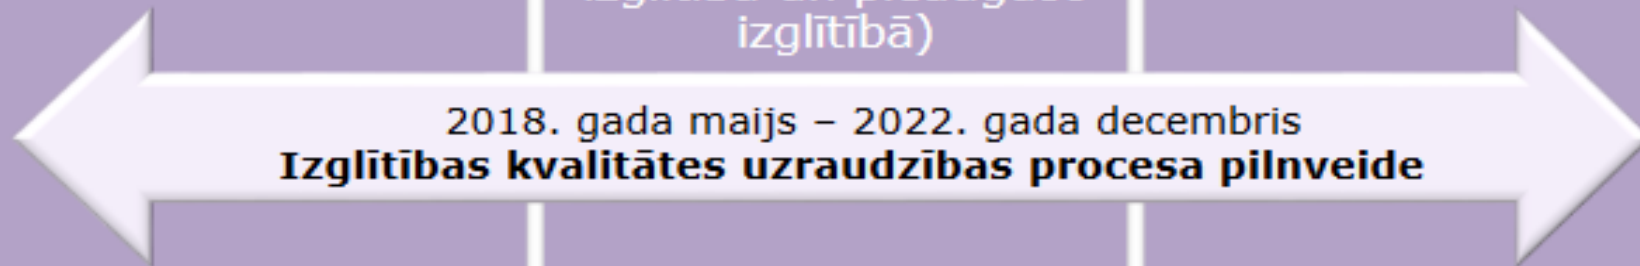 izglītībā)
2018. gada maijs – 2022. gada decembris
Izglītības kvalitātes uzraudzības procesa pilnveide